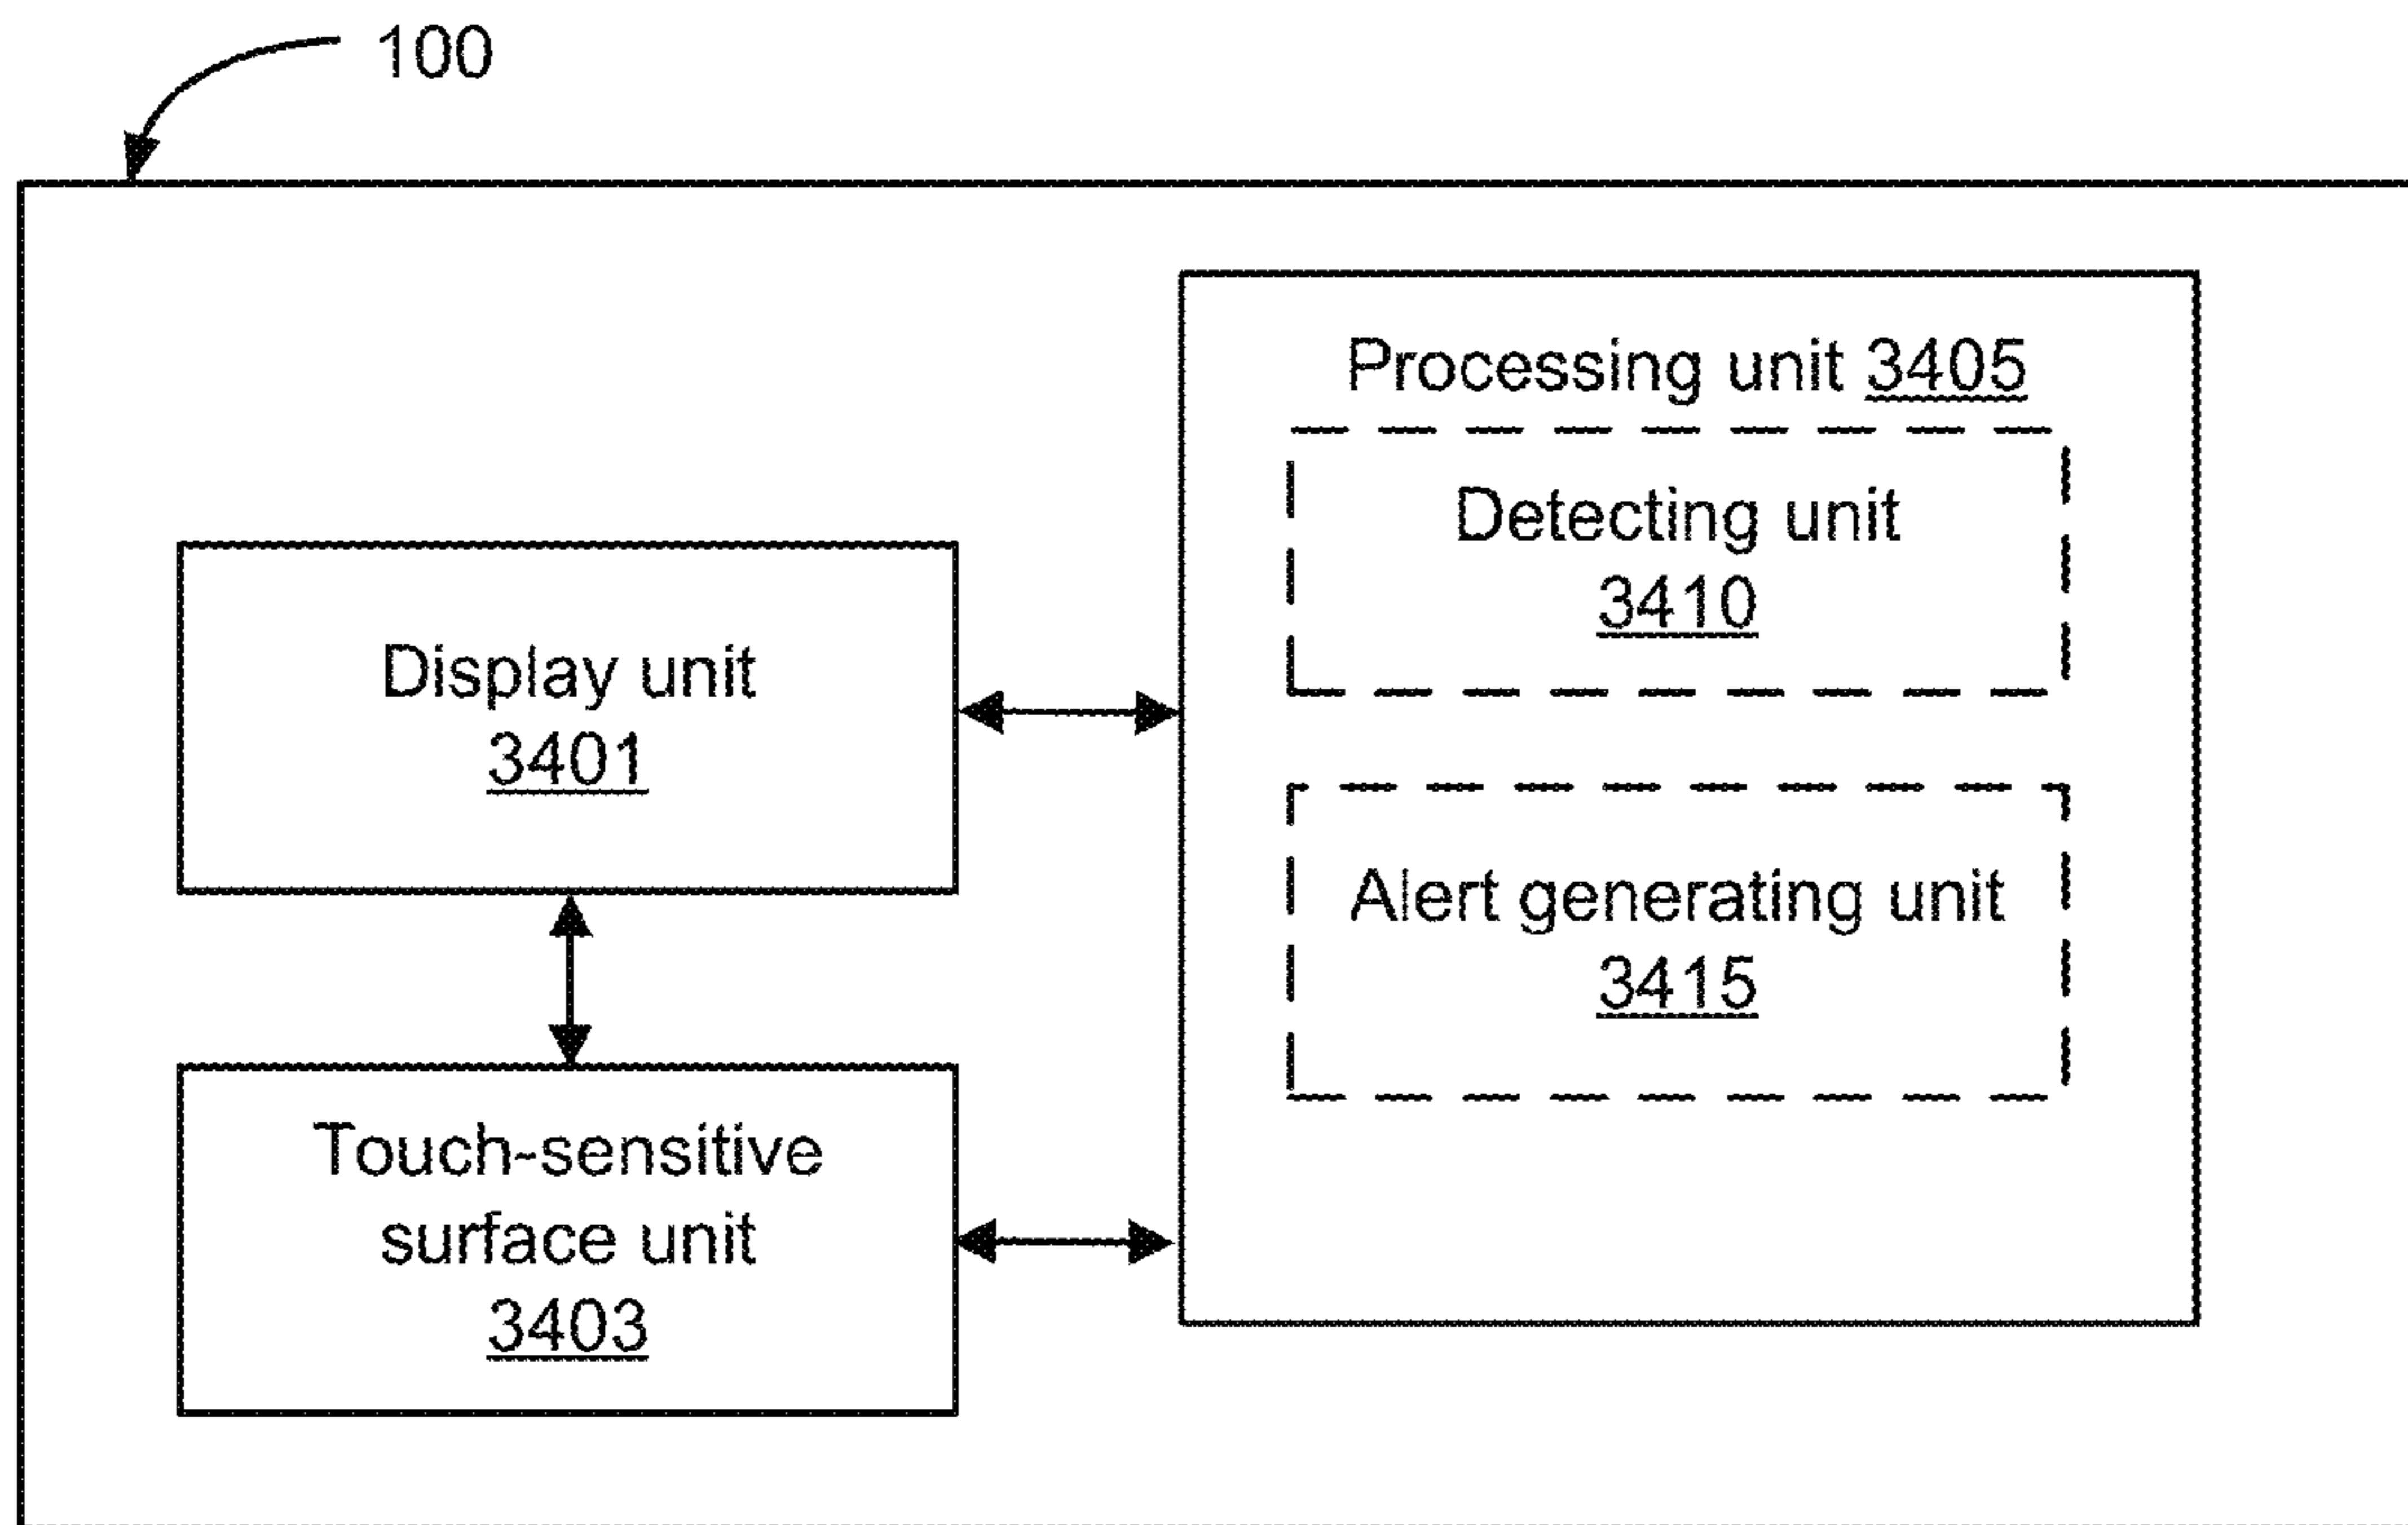 100
Processing unit 3405
Detecting unit
3410
Display unit
3401
Alert generating unit
3415
Touch-sensitive
surface unit
3403